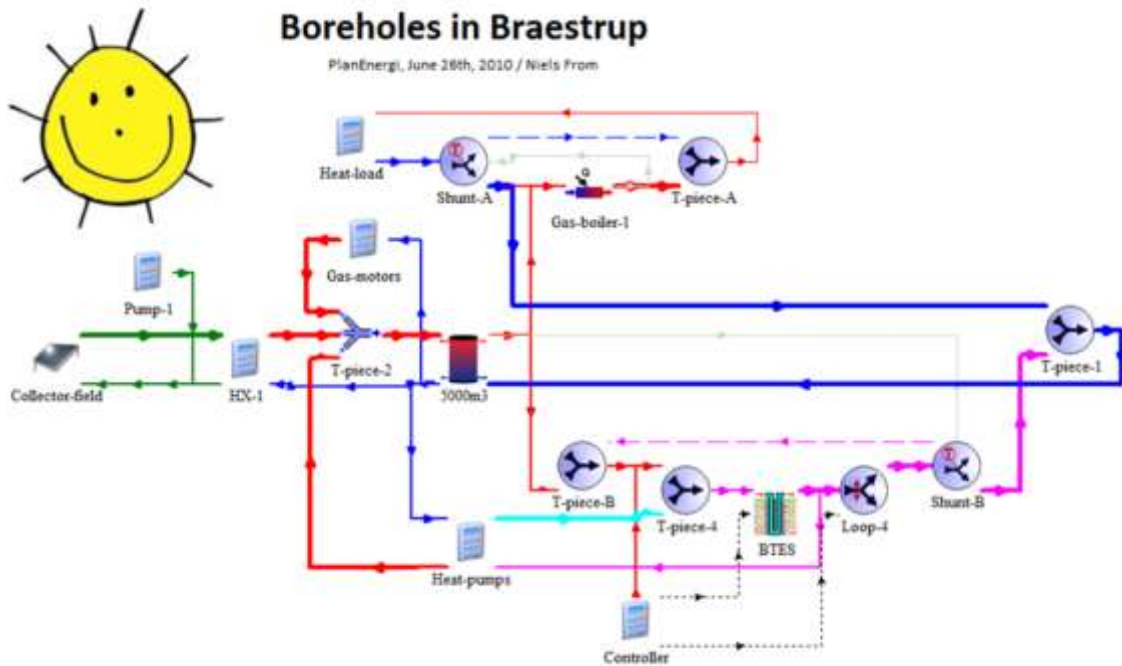 Boreholes in Braestrup
PlanEnergi, June 26th, 2010 / Niels From
Heat-load
Shunt-A
Gas-boiler-1
T-piece-A
Gas-motors
Pump-1
Collector-field
HX-1
T-piece-2
5000m3
T-piece-1
T-piece-B
T-piece-4
BTES
Loop-4
Shunt-B
Heat-pumps
Controller